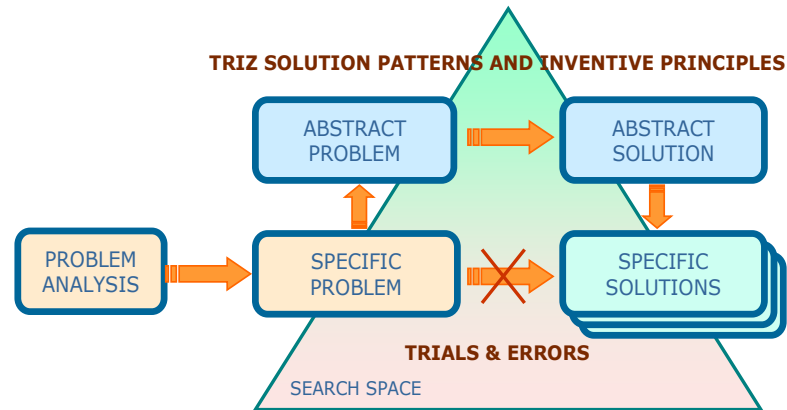 TRIZ SOLUTION PATTERNS AND INVENTIVE PRINCIPLES
ABSTRACT
PROBLEM
ABSTRACT
SOLUTION
PROBLEM
ANALYSIS
SPECIFIC
PROBLEM
SPECIFIC
SOLUTIONS
TRIALS & ERRORS
SEARCH SPACE